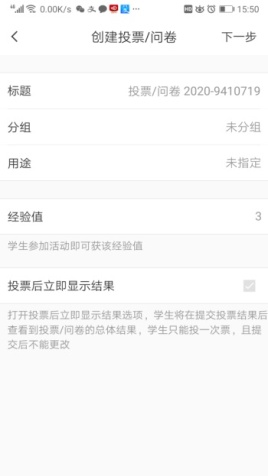 0.00K/s
15:50
创建投票/问卷 下一步
标题 投票/问卷 2020-9410719
分组 未分组
用途 未指定
经验值 3
学生参加活动即可获该经验值
投票后立即显示结果
打开投票后立即显示结果选项，学生将在提交投票结果后
查看到投票/问卷的总体结果，学生只能投一次票，且提
交后不能更改